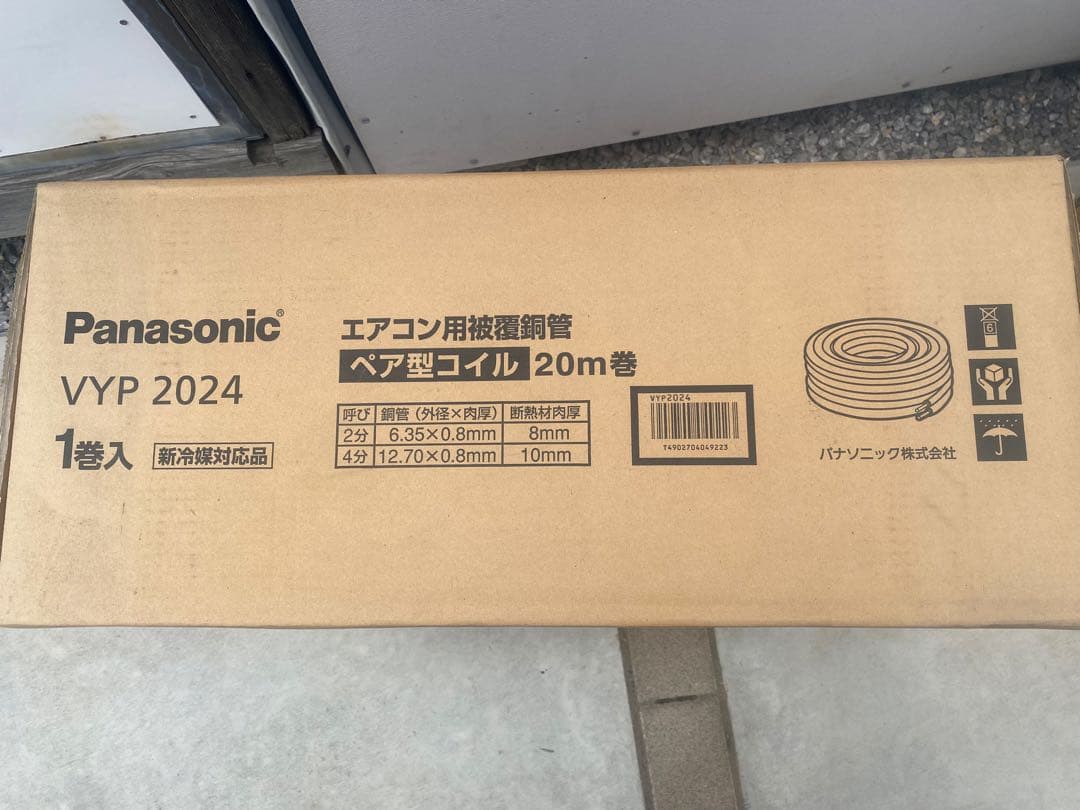 Panasonic®
VYP 2024
1巻入 新冷媒対応品
エアコン用被覆銅管
ペア型コイル 20m巻
呼び 銅管（外径×肉厚） 断熱材肉厚
2分 6.35×0.8mm 8mm
4分 12.70×0.8mm 10mm
VYP2024
T4902704049223
パナソニック株式会社
6